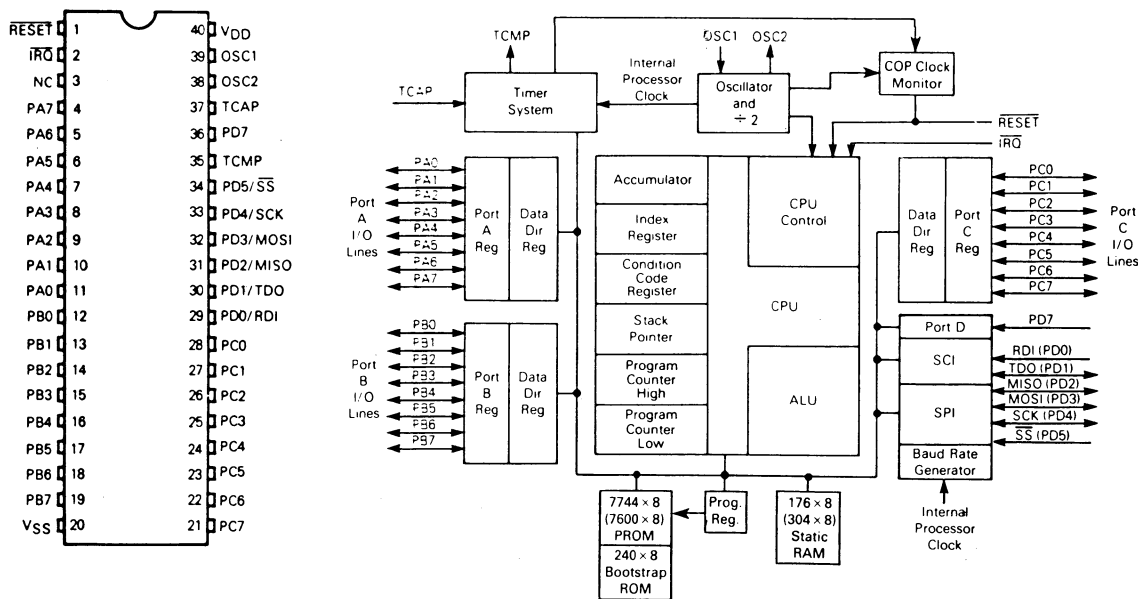 RESET 1
IRQ 2
NC 3
PA7 4
PA6 5
PA5 6
PA4 7
PA3 8
PA2 9
PA1 10
PA0 11
PB0 12
PB1 13
PB2 14
PB3 15
PB4 16
PB5 17
PB6 18
PB7 19
VSS 20
40 VDD
39 OSC1
38 OSC2
37 TCAP
36 PD7
35 TCMP
34 PD5/SS
33 PD4/SCK
32 PD3/MOSI
31 PD2/MISO
30 PD1/TDO
29 PD0/RDI
28 PC0
27 PC1
26 PC2
25 PC3
24 PC4
23 PC5
22 PC6
21 PC7
TCMP
OSC1
OSC2
TCAP
Timer
System
Internal
Processor
Clock
Oscillator
and
÷ 2
COP Clock
Monitor
RESET
IRQ
Port
A
I/O
Lines
PA0
PA1
PA2
PA3
PA4
PA5
PA6
PA7
Port
A
Reg
Data
Dir
Reg
Port
B
I/O
Lines
PB0
PB1
PB2
PB3
PB4
PB5
PB6
PB7
Port
B
Reg
Data
Dir
Reg
Accumulator
Index
Register
Condition
Code
Register
Stack
Pointer
Program
Counter
High
Program
Counter
Low
CPU
Control
CPU
ALU
Data
Dir
Reg
Port
C
Reg
PC0
PC1
PC2
PC3
PC4
PC5
PC6
PC7
Port
C
I/O
Lines
Port D
SCI
SPI
Baud Rate
Generator
PD7
RDI (PD0)
TDO (PD1)
MISO (PD2)
MOSI (PD3)
SCK (PD4)
SS (PD5)
Internal
Processor
Clock
7744 × 8
(7600 × 8)
PROM
240 × 8
Bootstrap
ROM
Prog.
Reg.
176 × 8
(304 × 8)
Static
RAM